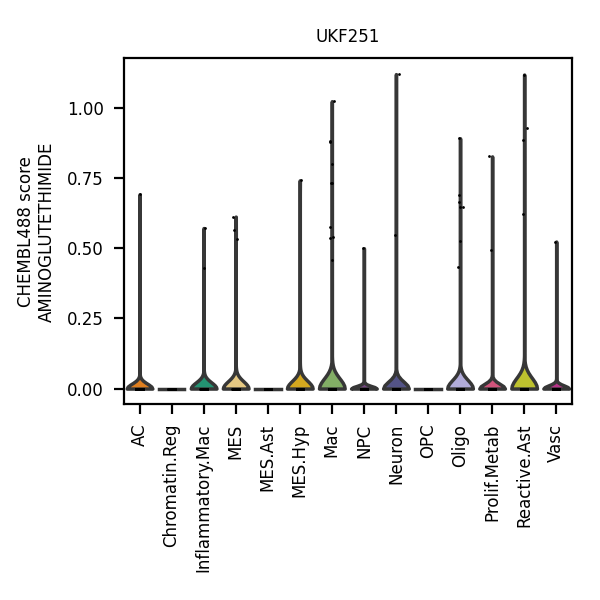 UKF251
CHEMBL488 score
AMINOGLUTETHIMIDE
1.00
0.75
0.50
0.25
0.00
AC
Chromatin.Reg
Inflammatory.Mac
MES
MES.Ast
MES.Hyp
Mac
NPC
Neuron
OPC
Oligo
Prolif.Metab
Reactive.Ast
Vasc